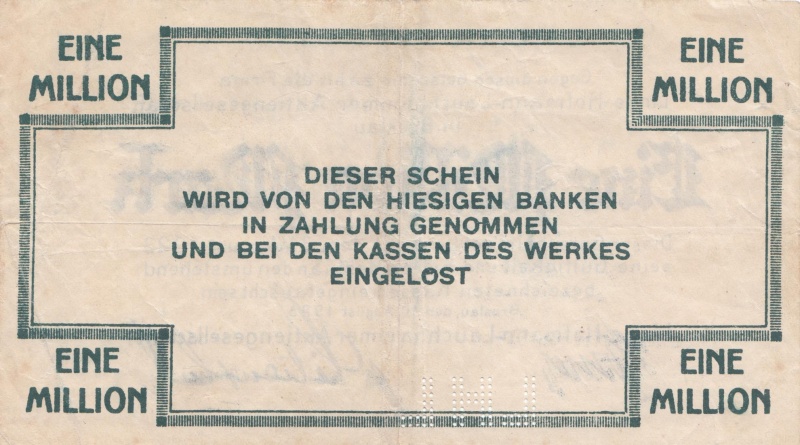 EINE
MILLION
EINE
MILLION
DIESER SCHEIN
WIRD VON DEN HIESIGEN BANKEN
IN ZAHLUNG GENOMMEN
UND BEI DEN KASSEN DES WERKES
EINGELÖST
EINE
MILLION
EINE
MILLION